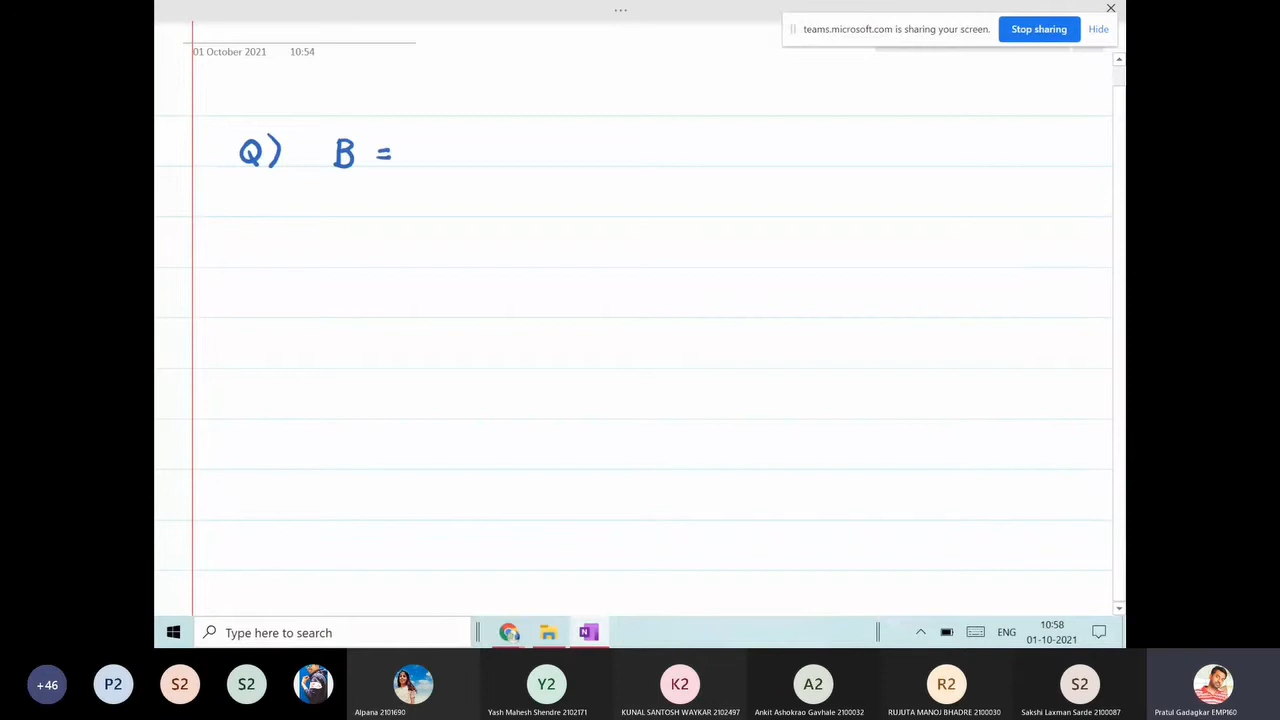 teams.microsoft.com is sharing your screen. Stop sharing Hide
01 October 2021 10:54
Q) B =
Type here to search
ENG
10:58
01-10-2021
+46 P2 S2 S2 Y2 K2 A2 R2 S2
Alpana 2101690 Yash Mahesh Shendre 2102171 KUNAL SANTOSH WAYKAR 2102497 Ankit Ashokrao Gavhale 2100032 RUJUTA MANOJ BHADRE 2100030 Sakshi Laxman Sarde 2100087 Pratul Gadagkar EMP160